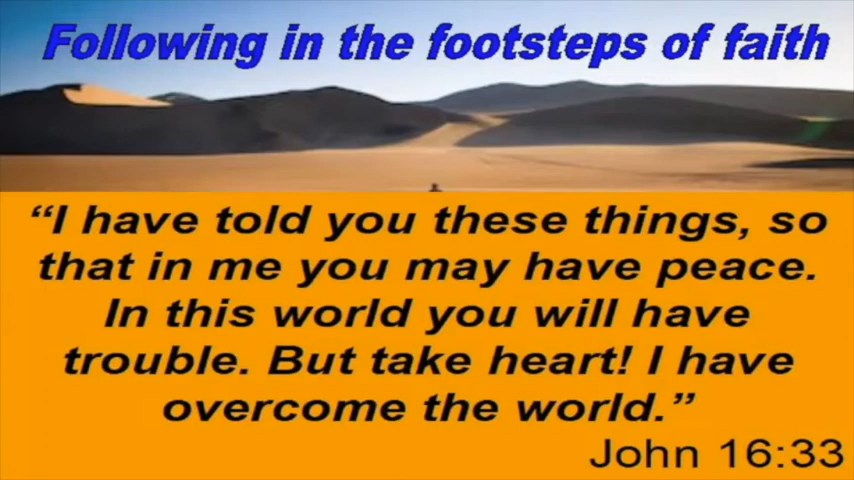 Following in the footsteps of faith
“I have told you these things, so
that in me you may have peace.
In this world you will have
trouble. But take heart! I have
overcome the world.”
John 16:33